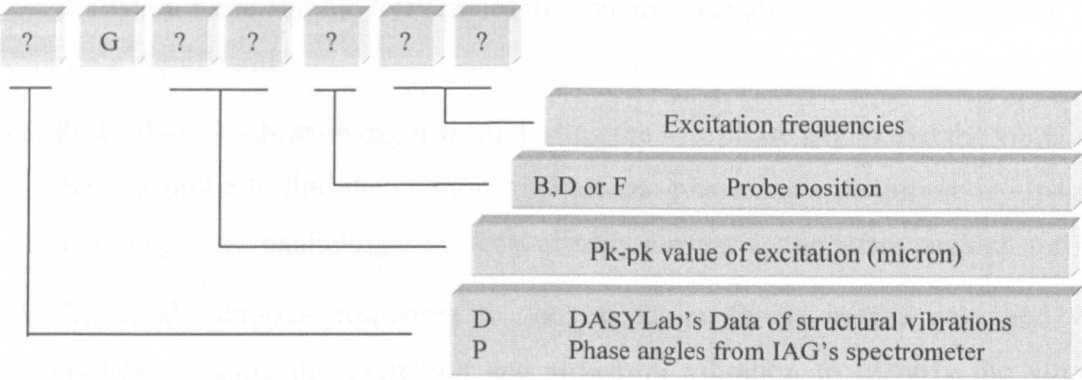 ? G ? ? ? ? ?
Excitation frequencies
B,D or F Probe position
Pk-pk value of excitation (micron)
D DASYLab's Data of structural vibrations
P Phase angles from IAG's spectrometer